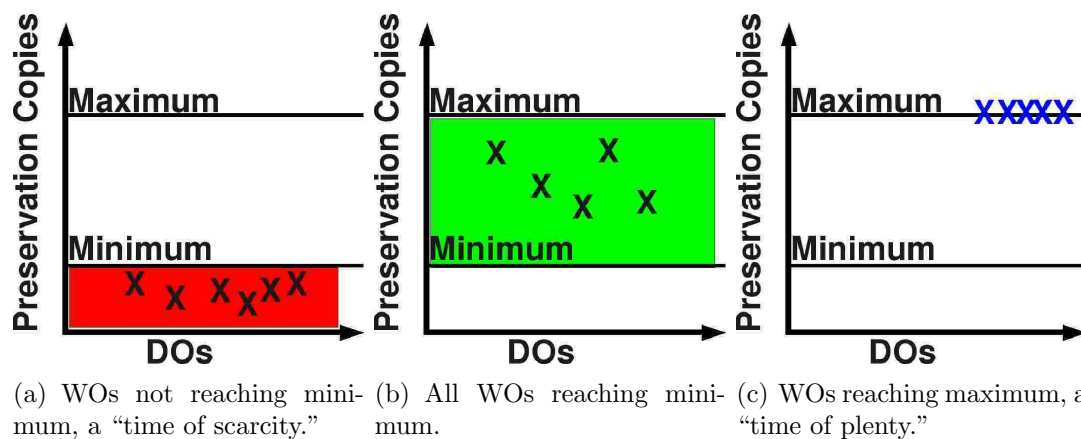 Preservation Copies
Maximum
X X
X
X X
Minimum
X X X X X X
DOs
(a) WOs not reaching mini-
mum, a “time of scarcity.”
Preservation Copies
Maximum
Minimum
DOs
(b) All WOs reaching mini-
mum.
Preservation Copies
Maximum XXXXX
Minimum
DOs
(c) WOs reaching maximum, a
“time of plenty.”